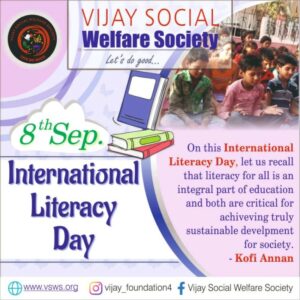 VIJAY SOCIAL
Welfare Society
Let's do good...
8th Sep.
International
Literacy
Day
On this International
Literacy Day, let us recall
that literacy for all is an
integral part of education
and both are critical for
achiveving truly
sustainable develpment
for society.
- Kofi Annan
www.vsws.org
vijay_foundation4
Vijay Social Welfare Society